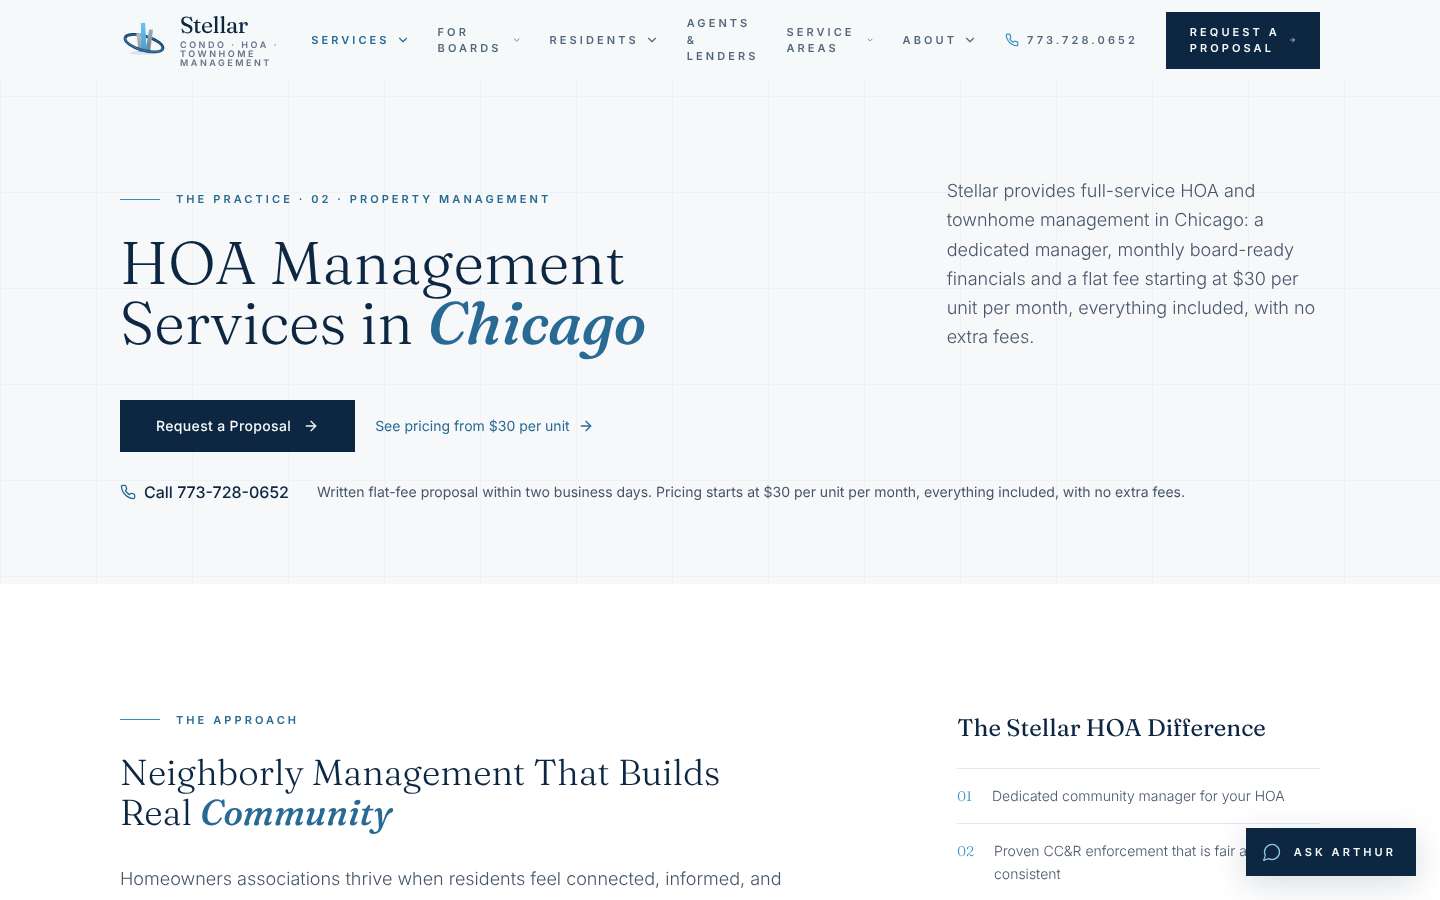 Stellar
CONDO · HOA ·
TOWNHOME
MANAGEMENT
SERVICES
FOR
BOARDS
RESIDENTS
AGENTS
&
LENDERS
SERVICE
AREAS
ABOUT
773.728.0652
REQUEST A
PROPOSAL
THE PRACTICE · 02 · PROPERTY MANAGEMENT
HOA Management
Services in Chicago
Stellar provides full-service HOA and
townhome management in Chicago: a
dedicated manager, monthly board-ready
financials and a flat fee starting at $30 per
unit per month, everything included, with no
extra fees.
Request a Proposal
See pricing from $30 per unit
Call 773-728-0652
Written flat-fee proposal within two business days. Pricing starts at $30 per unit per month, everything included, with no extra fees.
THE APPROACH
Neighborly Management That Builds
Real Community
Homeowners associations thrive when residents feel connected, informed, and
The Stellar HOA Difference
01 Dedicated community manager for your HOA
02 Proven CC&R enforcement that is fair
consistent
ASK ARTHUR